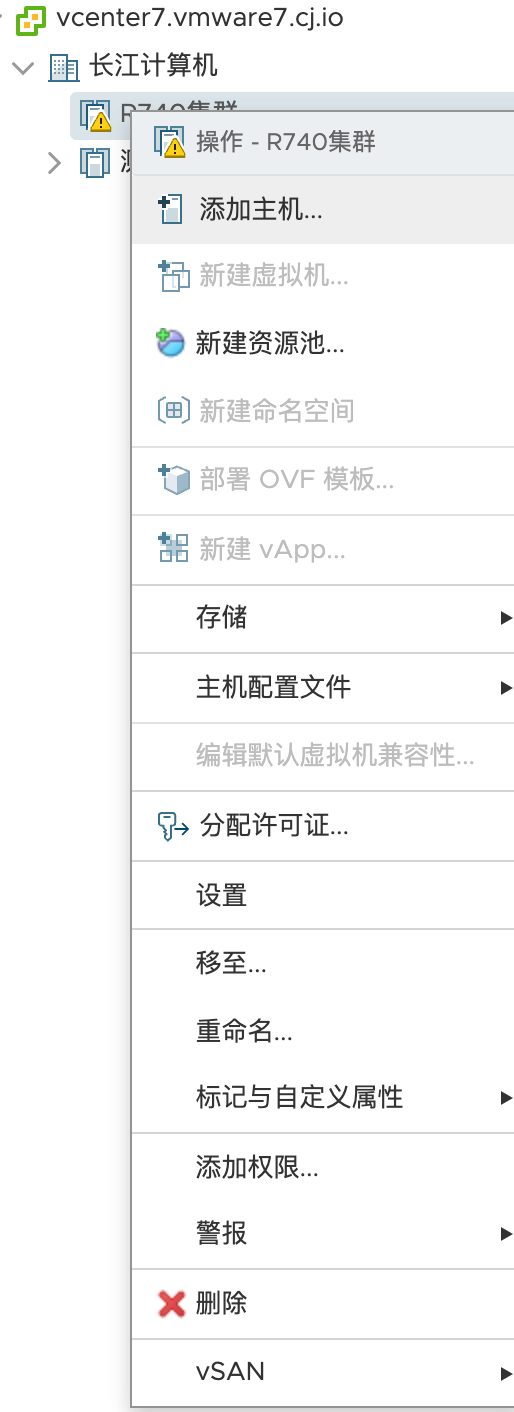 vcenter7.vmware7.cj.io
长江计算机
R740集群
操作 - R740集群
添加主机...
新建虚拟机...
新建资源池...
新建命名空间
部署 OVF 模板...
新建 vApp...
存储
主机配置文件
编辑默认虚拟机兼容性...
分配许可证...
设置
移至...
重命名...
标记与自定义属性
添加权限...
警报
删除
vSAN